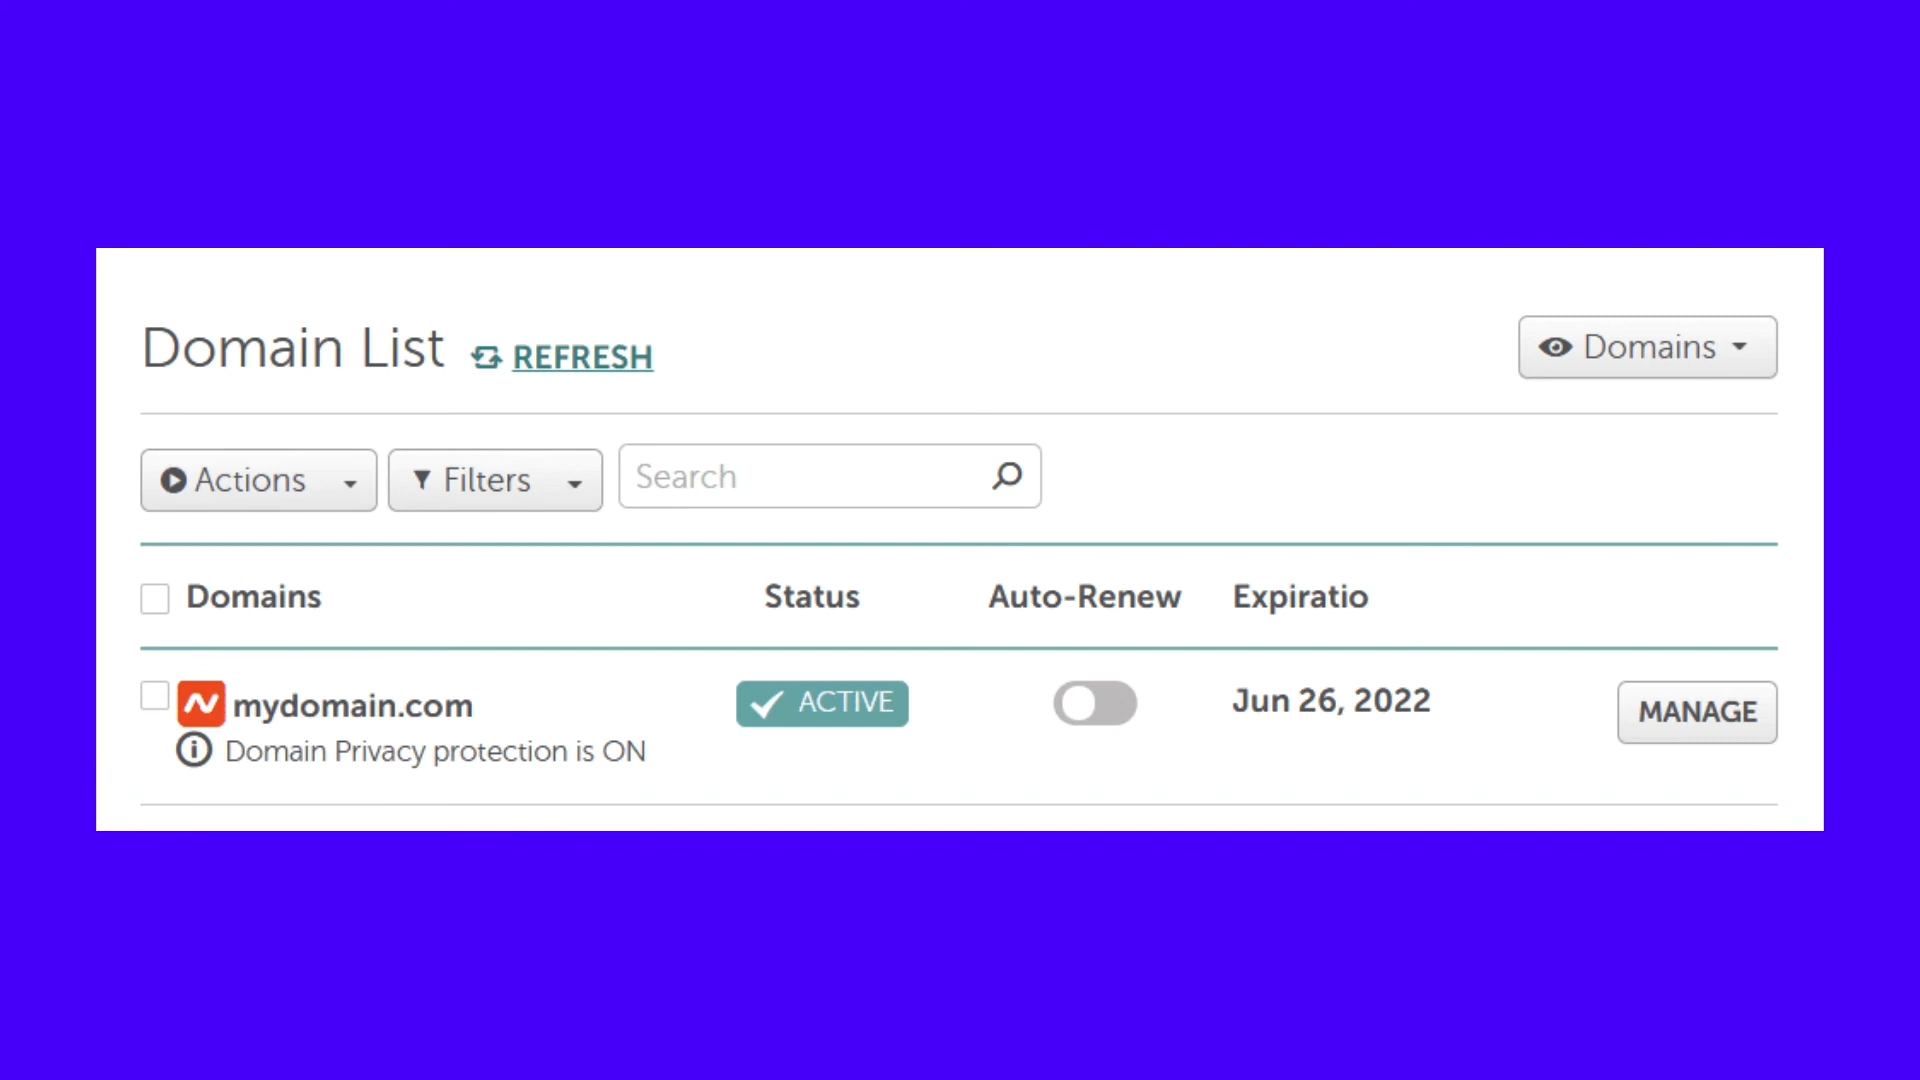 Domain List REFRESH Domains
Actions Filters Search
Domains Status Auto-Renew Expiratio
mydomain.com ACTIVE Jun 26, 2022 MANAGE
Domain Privacy protection is ON